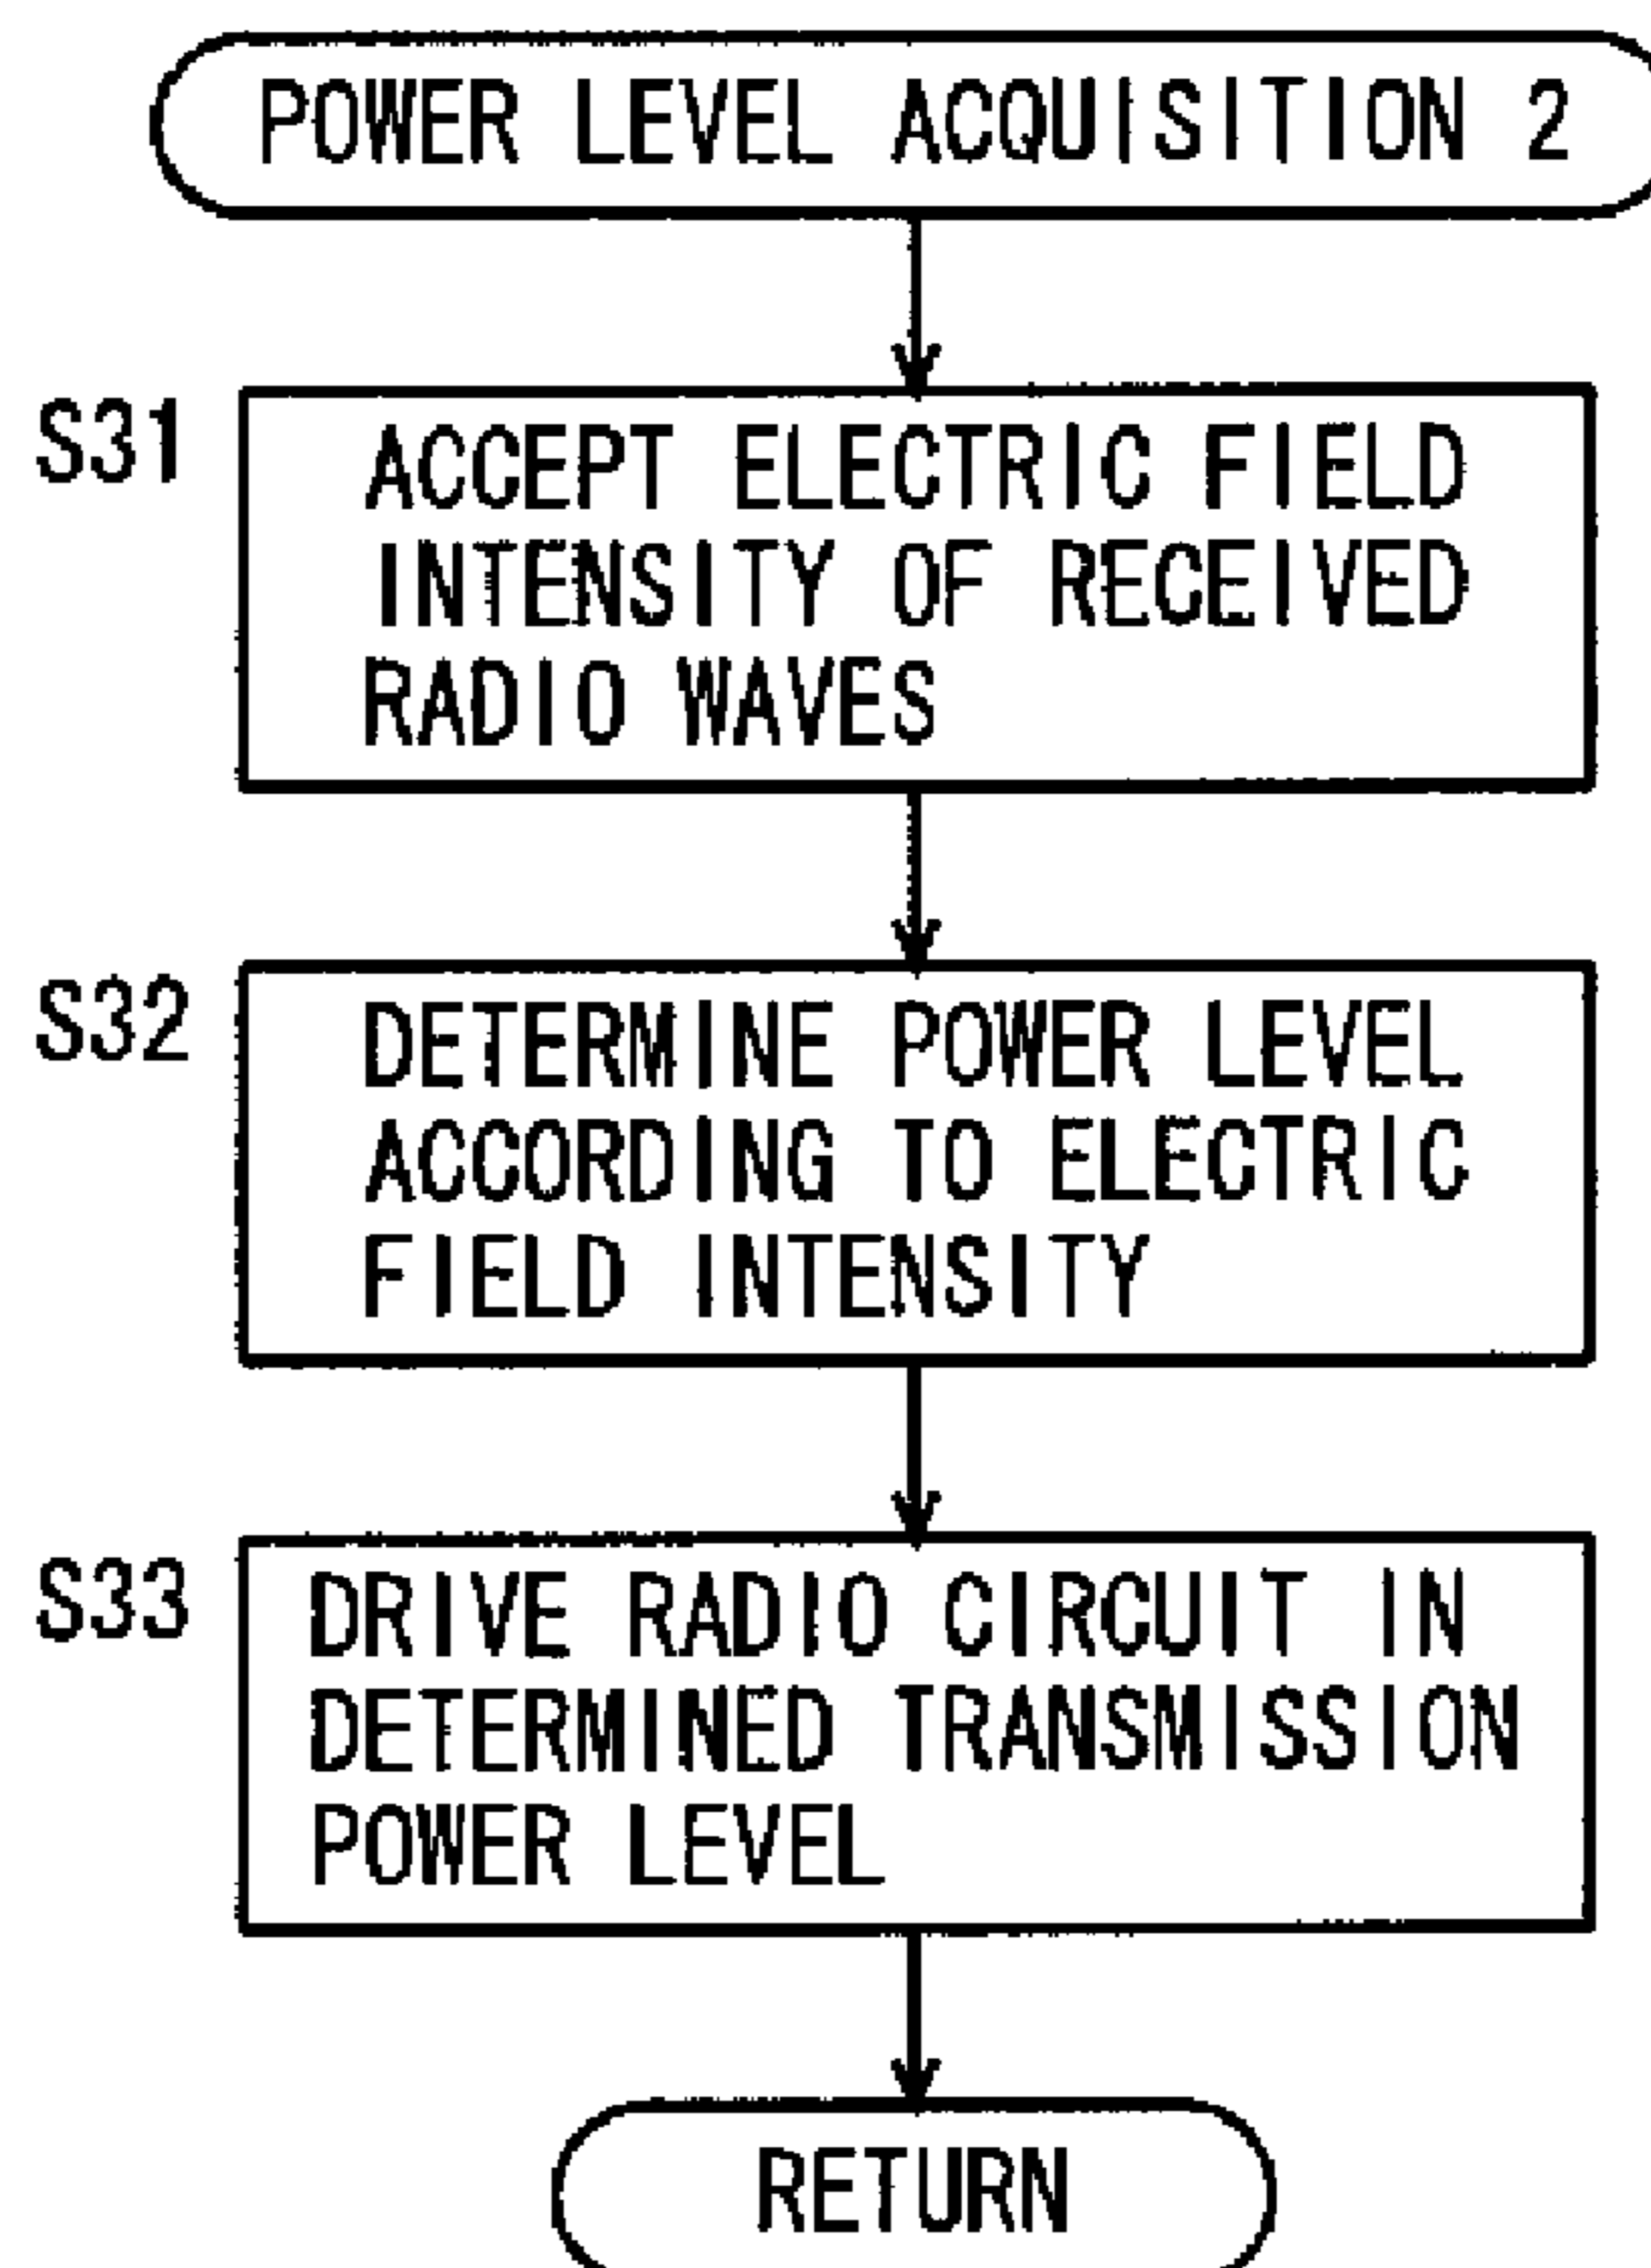 POWER LEVEL ACQUISITION 2
S31
ACCEPT ELECTRIC FIELD
INTENSITY OF RECEIVED
RADIO WAVES
S32
DETERMINE POWER LEVEL
ACCORDING TO ELECTRIC
FIELD INTENSITY
S33
DRIVE RADIO CIRCUIT IN
DETERMINED TRANSMISSION
POWER LEVEL
RETURN